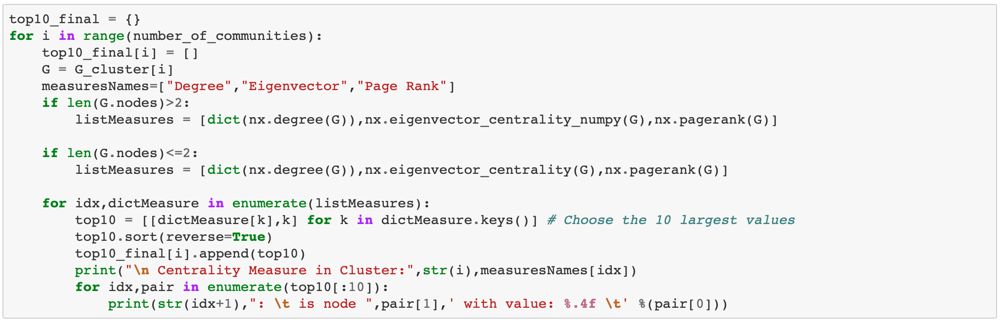 top10_final = {}
for i in range(number_of_communities):
    top10_final[i] = []
    G = G_cluster[i]
    measuresNames=["Degree","Eigenvector","Page Rank"]
    if len(G.nodes)>2:
        listMeasures = [dict(nx.degree(G)),nx.eigenvector_centrality_numpy(G),nx.pagerank(G)]

    if len(G.nodes)<=2:
        listMeasures = [dict(nx.degree(G)),nx.eigenvector_centrality(G),nx.pagerank(G)]

    for idx,dictMeasure in enumerate(listMeasures):
        top10 = [[dictMeasure[k],k] for k in dictMeasure.keys()] # Choose the 10 largest values
        top10.sort(reverse=True)
        top10_final[i].append(top10)
        print("\n Centrality Measure in Cluster:",str(i),measuresNames[idx])
        for idx,pair in enumerate(top10[:10]):
            print(str(idx+1),": \t is node ",pair[1],' with value: %.4f \t' %(pair[0]))